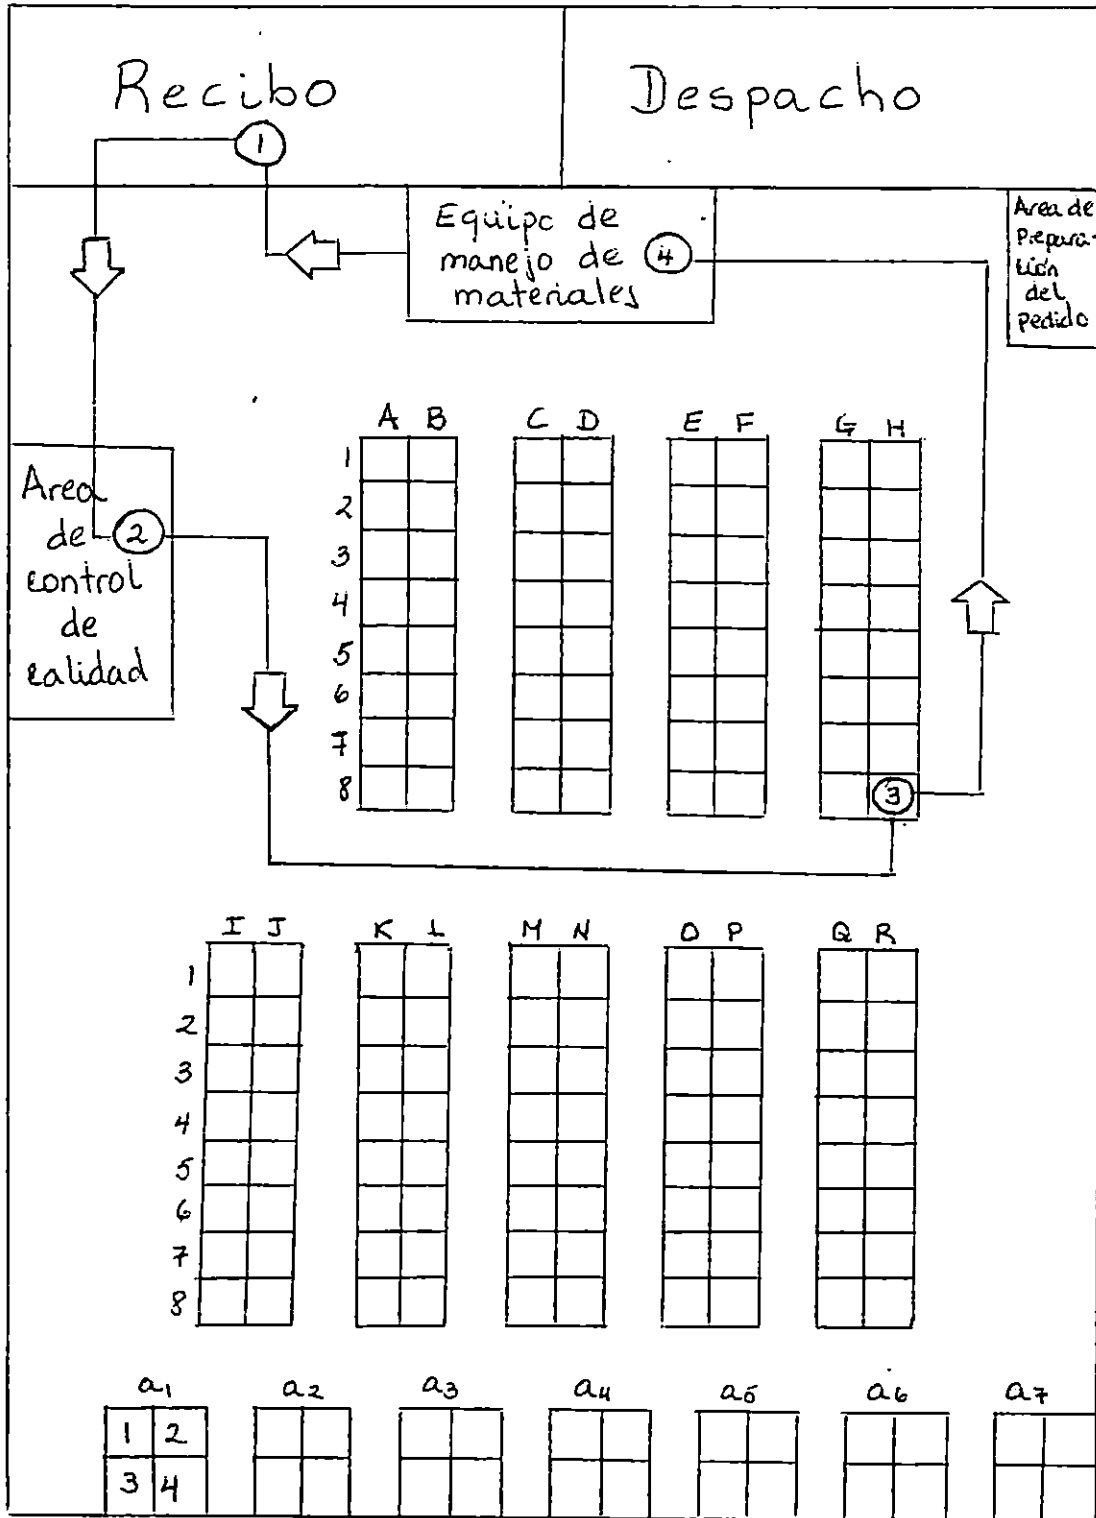 Recibo
Despacho
1
Equipo de
manejo de
materiales
4
Area de
Prepara-
ción
del
pedido
A B C D E F G H
1
2
3
4
5
6
7
8
Area
de
control
de
calidad
2
3
I J K L M N O P Q R
1
2
3
4
5
6
7
8
a1 a2 a3 a4 a5 a6 a7
1 2
3 4